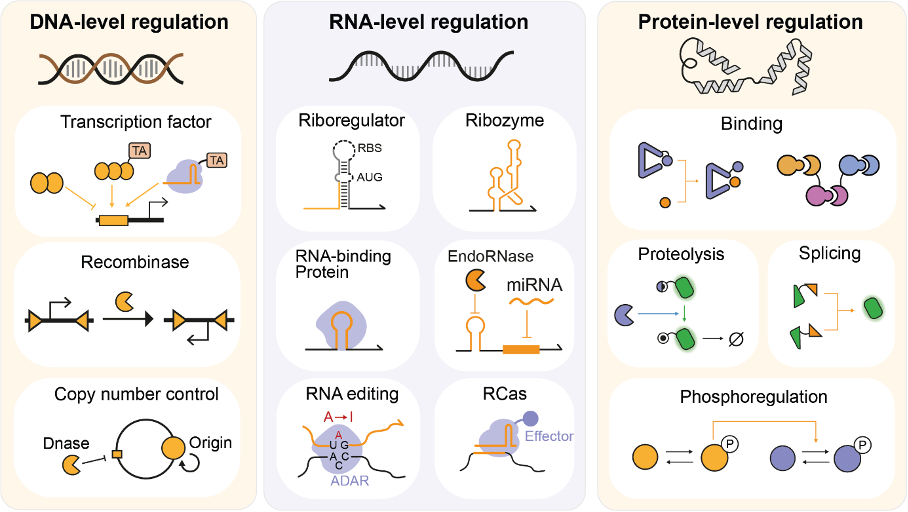 DNA-level regulation
Transcription factor
TA
TA
Recombinase
Copy number control
Dnase
Origin
RNA-level regulation
Riboregulator
RBS
AUG
Ribozyme
RNA-binding
Protein
EndoRNase
miRNA
RNA editing
A→I
A
U G
A C
C
ADAR
RCas
Effector
Protein-level regulation
Binding
Proteolysis
Splicing
Phosphoregulation
P
P